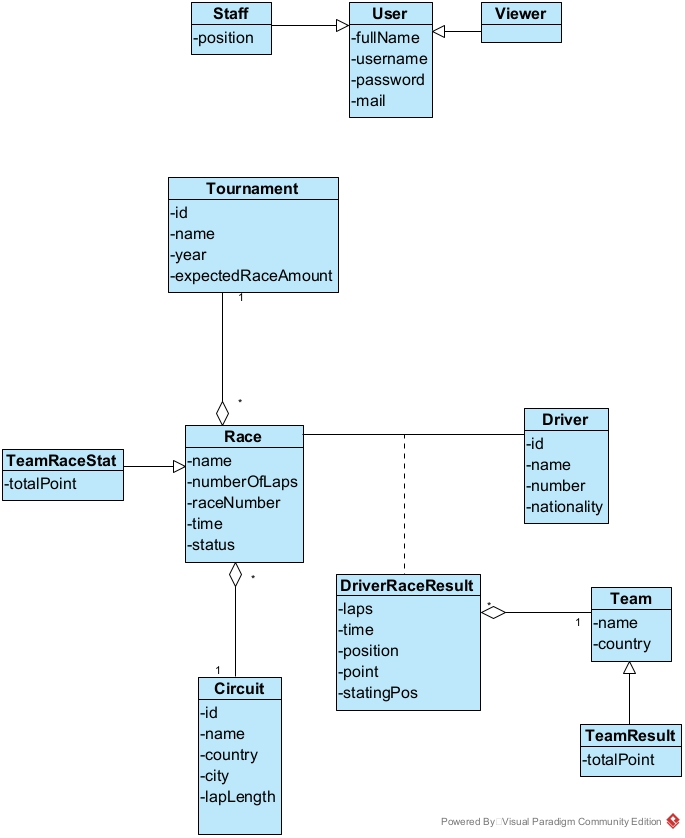 Staff
-position
User
-fullName
-username
-password
-mail
Viewer
Tournament
-id
-name
-year
-expectedRaceAmount
1
*
TeamRaceStat
-totalPoint
Race
-name
-numberOfLaps
-raceNumber
-time
-status
Driver
-id
-name
-number
-nationality
*
1
Circuit
-id
-name
-country
-city
-lapLength
DriverRaceResult
-laps
-time
-position
-point
-statingPos
*
1
Team
-name
-country
TeamResult
-totalPoint
Powered By Visual Paradigm Community Edition